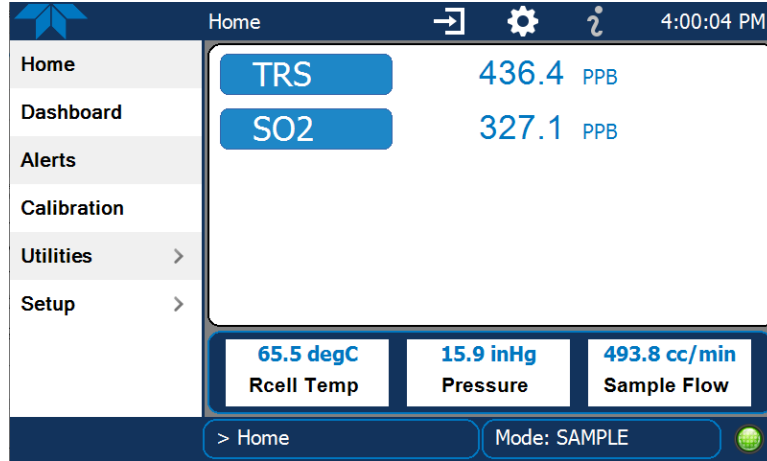 Home
4:00:04 PM
Home
Dashboard
Alerts
Calibration
Utilities >
Setup >
TRS 436.4 PPB
SO2 327.1 PPB
65.5 degC
Rcell Temp
15.9 inHg
Pressure
493.8 cc/min
Sample Flow
> Home
Mode: SAMPLE